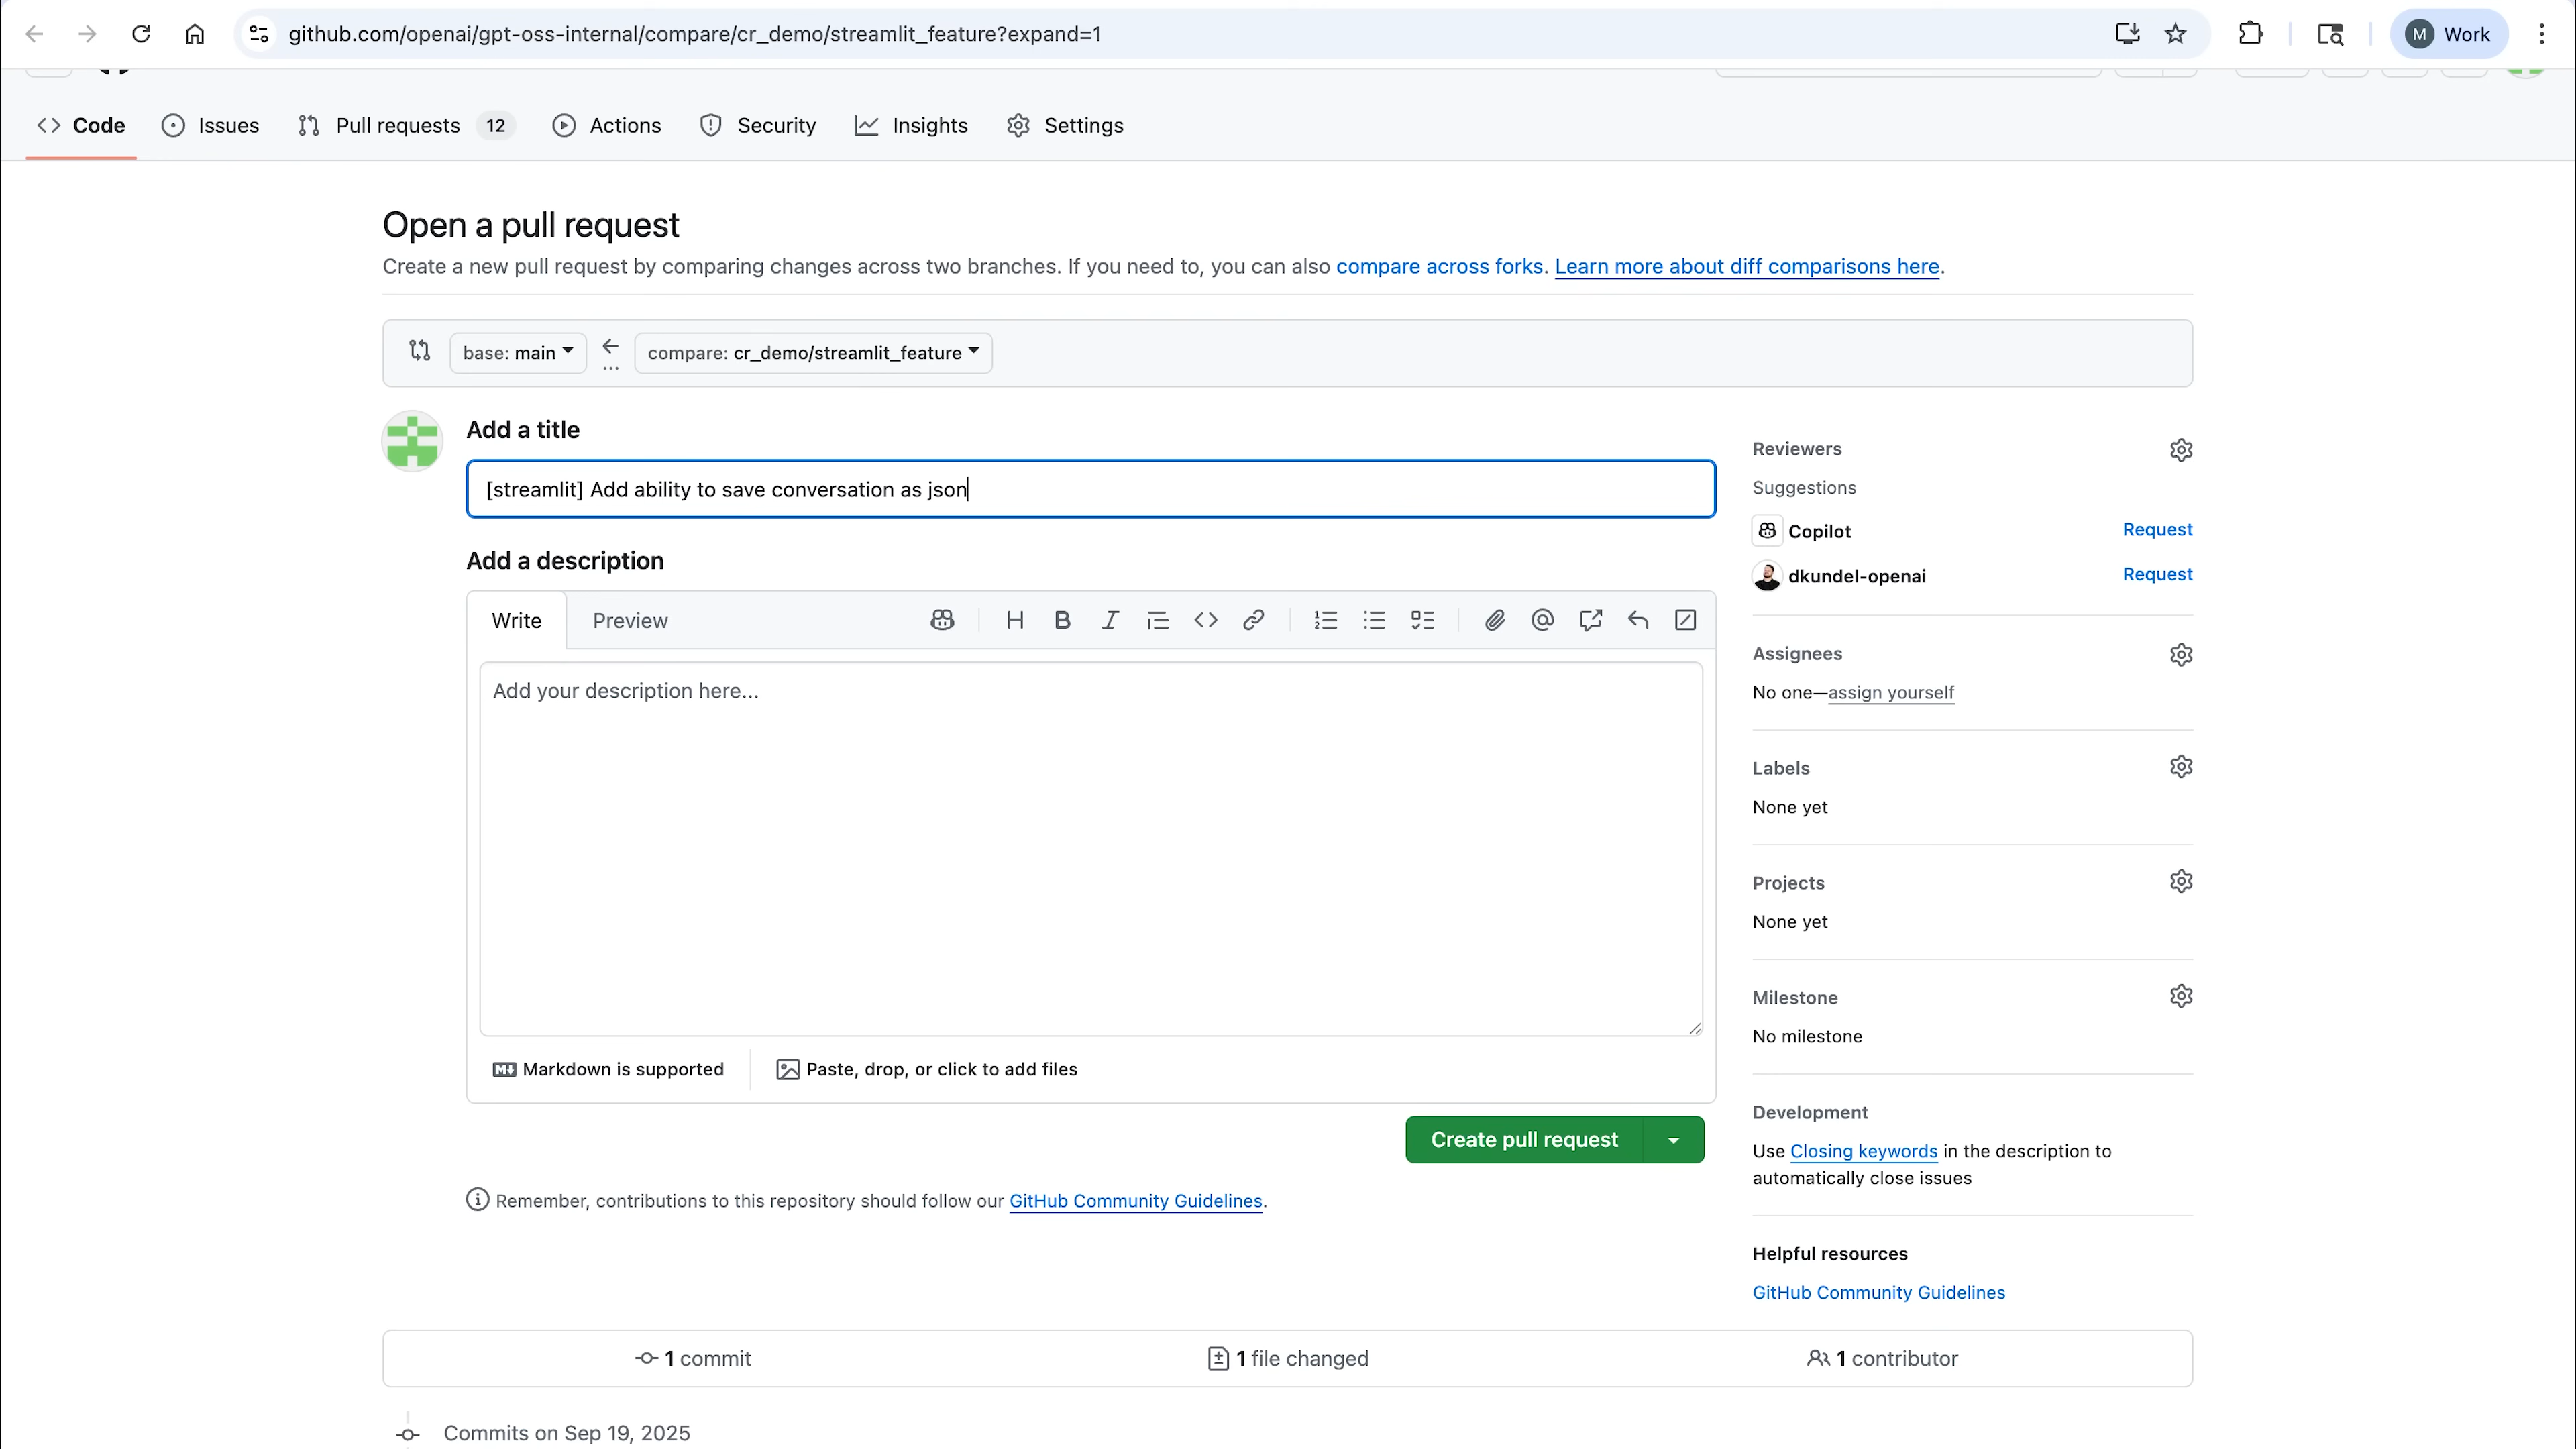 github.com/openai/gpt-oss-internal/compare/cr_demo/streamlit_feature?expand=1
M Work
Code Issues Pull requests 12 Actions Security Insights Settings
Open a pull request
Create a new pull request by comparing changes across two branches. If you need to, you can also compare across forks. Learn more about diff comparisons here.
base: main ... compare: cr_demo/streamlit_feature
Add a title
[streamlit] Add ability to save conversation as json
Add a description
Write Preview
Add your description here...
Markdown is supported Paste, drop, or click to add files
Create pull request
Remember, contributions to this repository should follow our GitHub Community Guidelines.
Reviewers
Suggestions
Copilot Request
dkundel-openai Request
Assignees
No one—assign yourself
Labels
None yet
Projects
None yet
Milestone
No milestone
Development
Use Closing keywords in the description to
automatically close issues
Helpful resources
GitHub Community Guidelines
1 commit 1 file changed 1 contributor
Commits on Sep 19, 2025